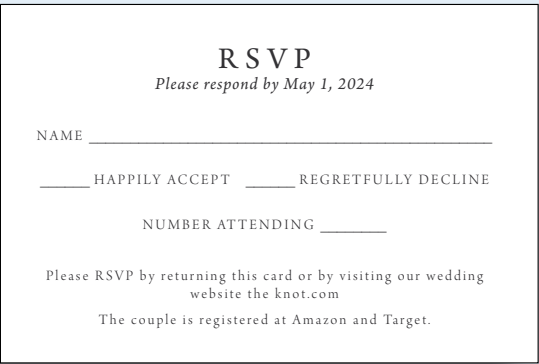 RSVP
Please respond by May 1, 2024
NAME
HAPPILY ACCEPT REGRETFULLY DECLINE
NUMBER ATTENDING
Please RSVP by returning this card or by visiting our wedding
website the knot.com
The couple is registered at Amazon and Target.